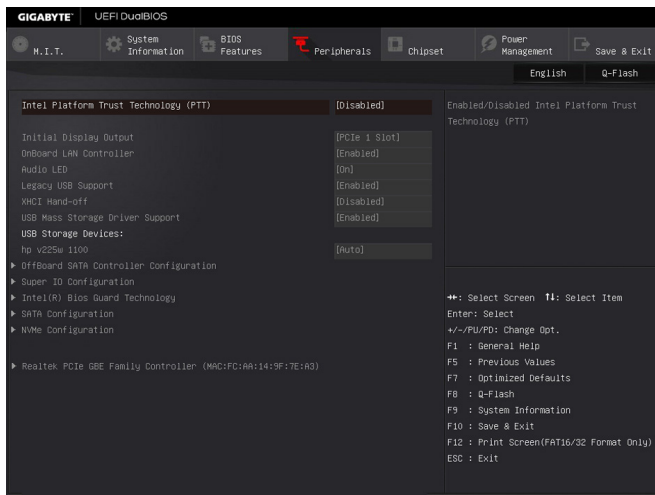 GIGABYTE™ UEFI DualBIOS
M.I.T.
System Information
BIOS Features
Peripherals
Chipset
Power Management
Save & Exit
English Q-Flash
Intel Platform Trust Technology (PTT) [Disabled]
Initial Display Output [PCIe 1 Slot]
OnBoard LAN Controller [Enabled]
Audio LED [On]
Legacy USB Support [Enabled]
XHCI Hand-off [Disabled]
USB Mass Storage Driver Support [Enabled]
USB Storage Devices:
hp v225w 1100 [Auto]
OffBoard SATA Controller Configuration
Super IO Configuration
Intel(R) Bios Guard Technology
SATA Configuration
NVMe Configuration
Realtek PCIe GBE Family Controller (MAC:FC:AA:14:9F:7E:A3)
Enabled/Disabled Intel Platform Trust
Technology (PTT)
→←: Select Screen ↑↓: Select Item
Enter: Select
+/-/PU/PD: Change Opt.
F1 : General Help
F5 : Previous Values
F7 : Optimized Defaults
F8 : Q-Flash
F9 : System Information
F10 : Save & Exit
F12 : Print Screen(FAT16/32 Format Only)
ESC : Exit